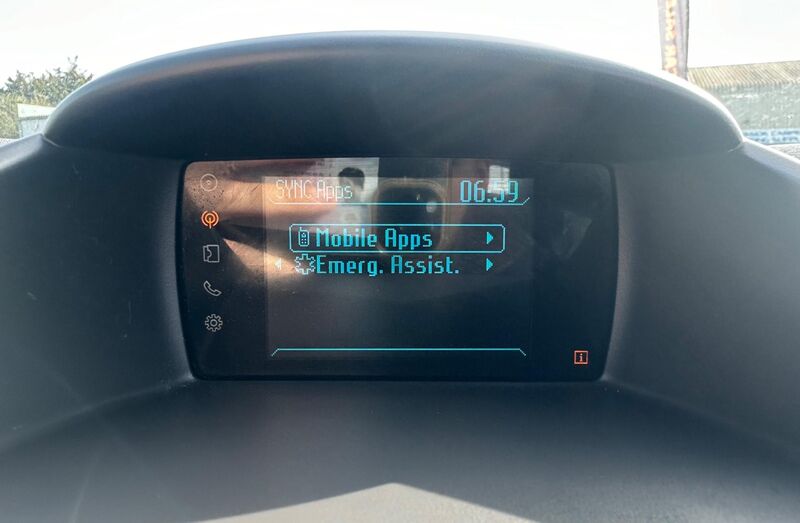 SYNC Apps
06:59
Mobile Apps
Emerg. Assist.
i